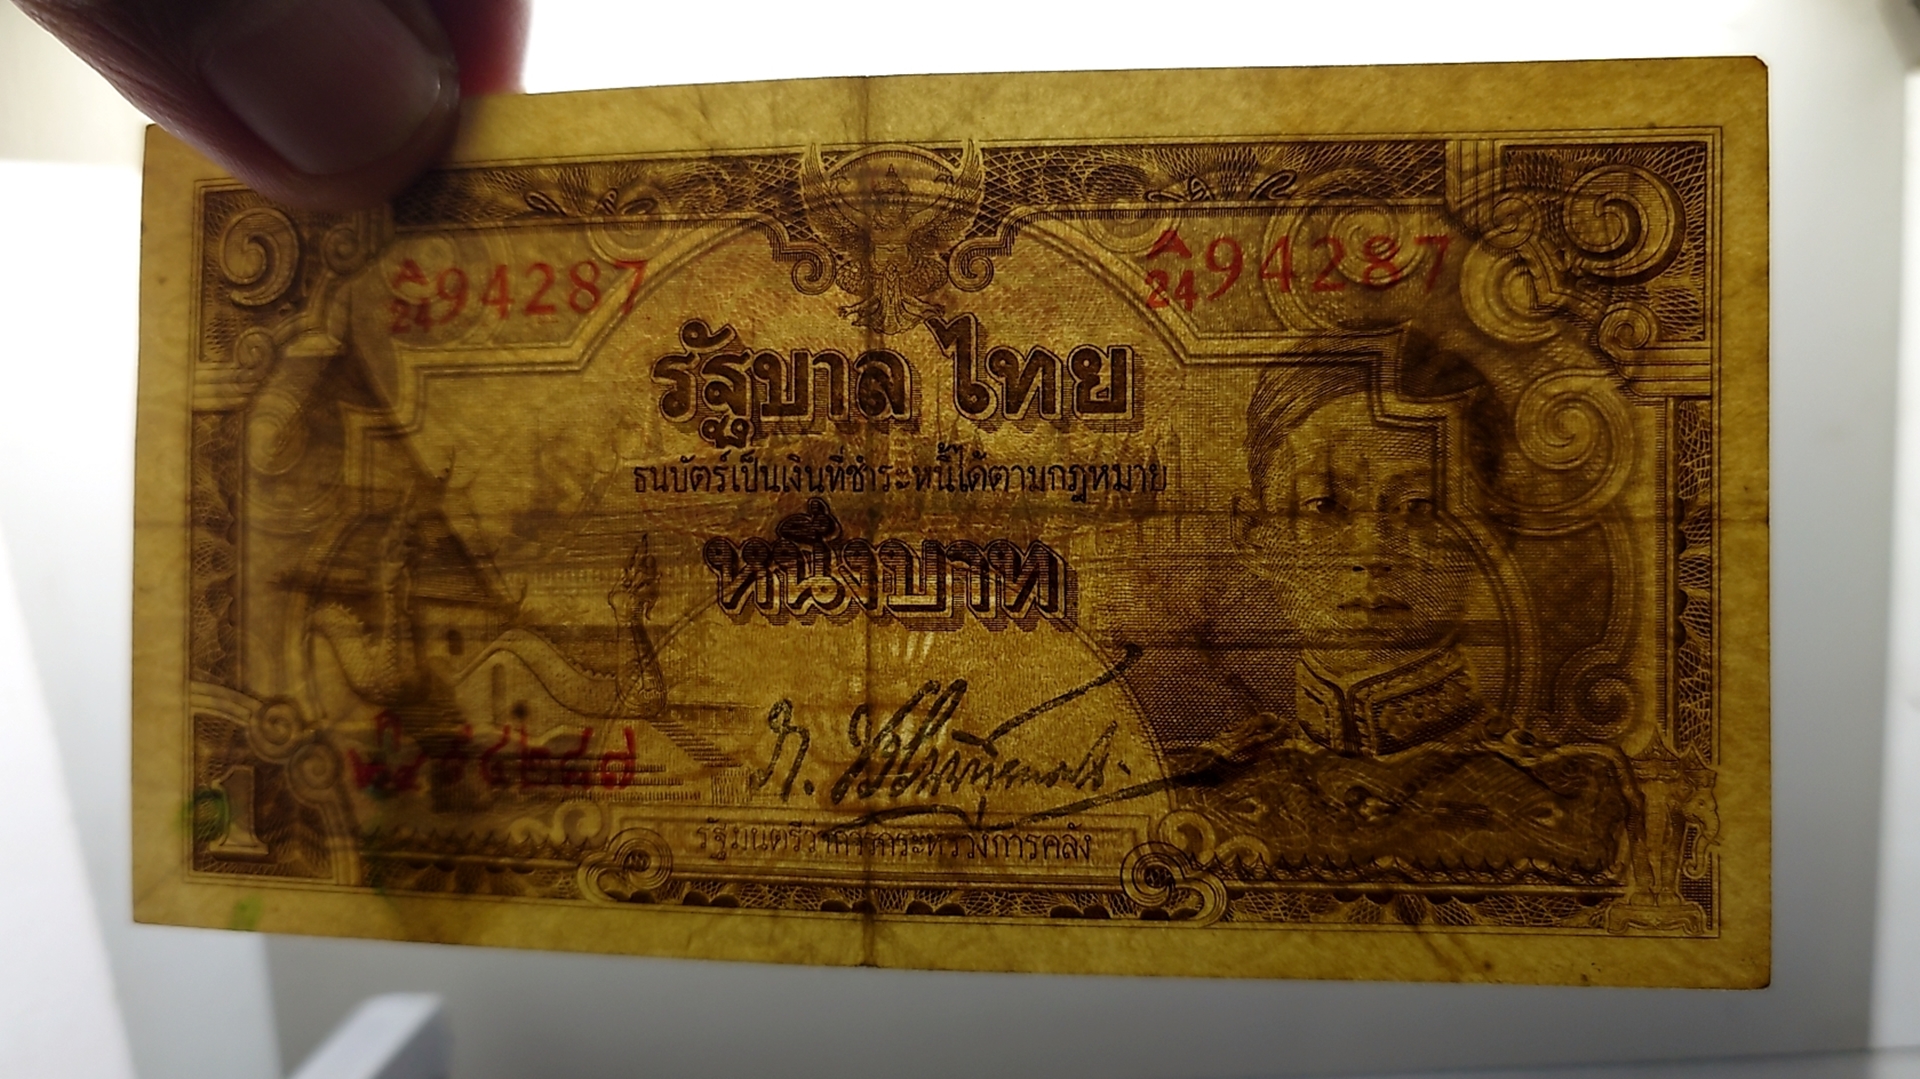 ๑ ๑
A/24 94287 A/24 94287
รัฐบาล ไทย
ธนบัตร์เป็นเงินที่ชำระหนี้ได้ตามกฎหมาย
หนึ่งบาท
รัฐมนตรีว่าการกระทรวงการคลัง
1